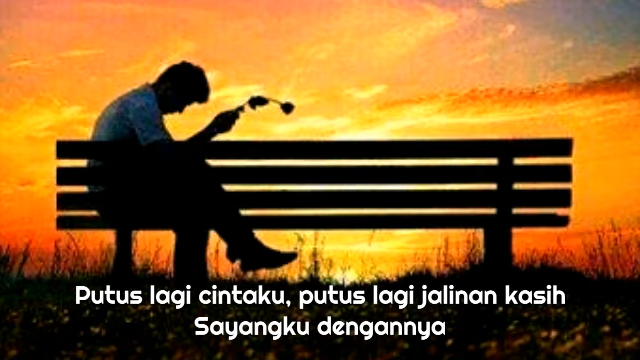 Putus lagi cintaku, putus lagi jalinan kasih
Sayangku dengannya